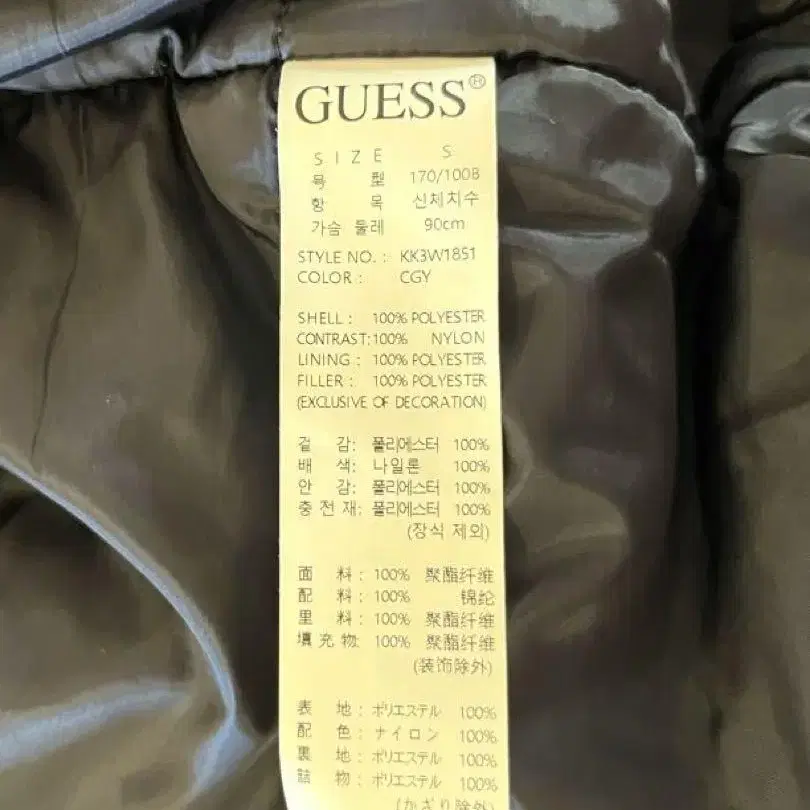 GUESS®
SIZE S
호 형 170/100B
항 목 신체치수
가슴 둘레 90cm
STYLE NO. : KK3W1851
COLOR : CGY
SHELL : 100% POLYESTER
CONTRAST: 100% NYLON
LINING : 100% POLYESTER
FILLER : 100% POLYESTER
(EXCLUSIVE OF DECORATION)
겉 감: 폴리에스터 100%
배 색: 나일론 100%
안 감: 폴리에스터 100%
충 전 재: 폴리에스터 100%
(장식 제외)
面 料 : 100% 聚酯纤维
配 料 : 100% 锦纶
里 料 : 100% 聚酯纤维
填 充 物: 100% 聚酯纤维
(装饰除外)
表 地 : ポリエステル 100%
配 色 : ナイロン 100%
裏 地 : ポリエステル 100%
詰 物 : ポリエステル 100%
(かざり除外)